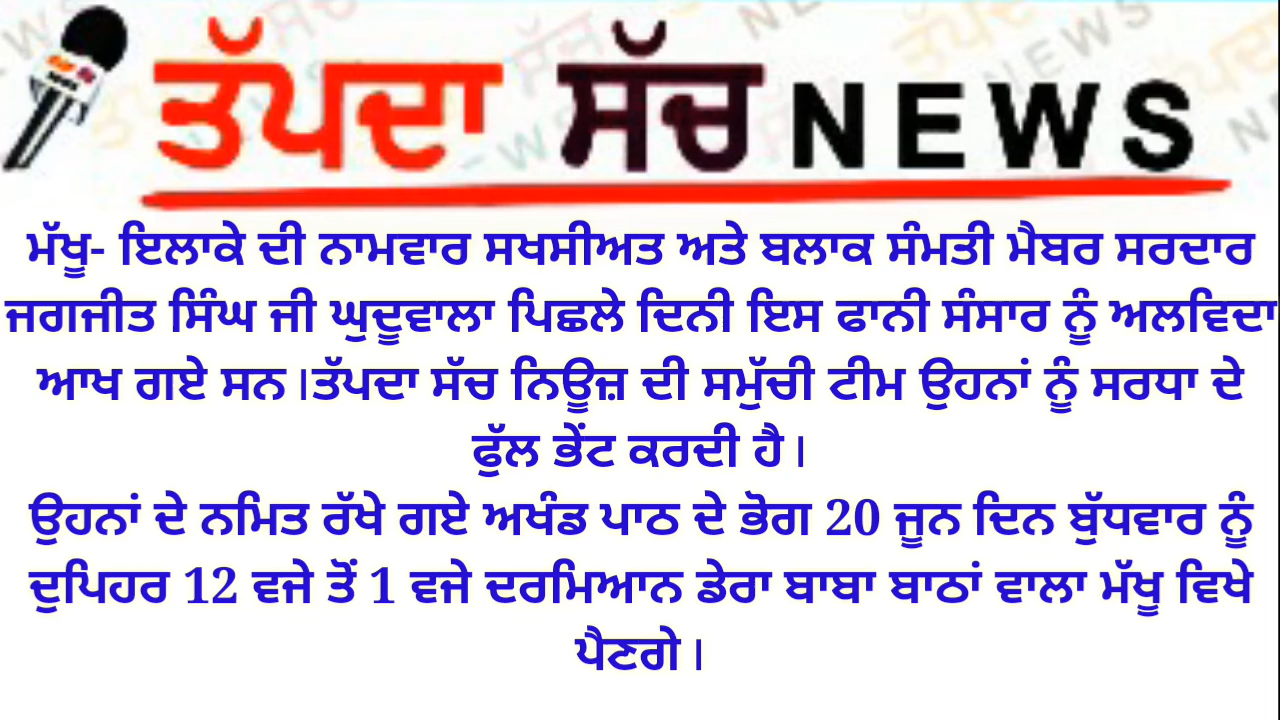 ਤੱਪਦਾ ਸੱਚ NEWS
ਮੱਖੂ- ਇਲਾਕੇ ਦੀ ਨਾਮਵਾਰ ਸਖਸੀਅਤ ਅਤੇ ਬਲਾਕ ਸੰਮਤੀ ਮੈਬਰ ਸਰਦਾਰ
ਜਗਜੀਤ ਸਿੰਘ ਜੀ ਘੁਦੂਵਾਲਾ ਪਿਛਲੇ ਦਿਨੀ ਇਸ ਫਾਨੀ ਸੰਸਾਰ ਨੂੰ ਅਲਵਿਦਾ
ਆਖ ਗਏ ਸਨ।ਤੱਪਦਾ ਸੱਚ ਨਿਊਜ਼ ਦੀ ਸਮੁੱਚੀ ਟੀਮ ਉਹਨਾਂ ਨੂੰ ਸਰਧਾ ਦੇ
ਫੁੱਲ ਭੇਂਟ ਕਰਦੀ ਹੈ।
ਉਹਨਾਂ ਦੇ ਨਮਿਤ ਰੱਖੇ ਗਏ ਅਖੰਡ ਪਾਠ ਦੇ ਭੋਗ 20 ਜੂਨ ਦਿਨ ਬੁੱਧਵਾਰ ਨੂੰ
ਦੁਪਿਹਰ 12 ਵਜੇ ਤੋਂ 1 ਵਜੇ ਦਰਮਿਆਨ ਡੇਰਾ ਬਾਬਾ ਬਾਠਾਂ ਵਾਲਾ ਮੱਖੂ ਵਿਖੇ
ਪੈਣਗੇ।